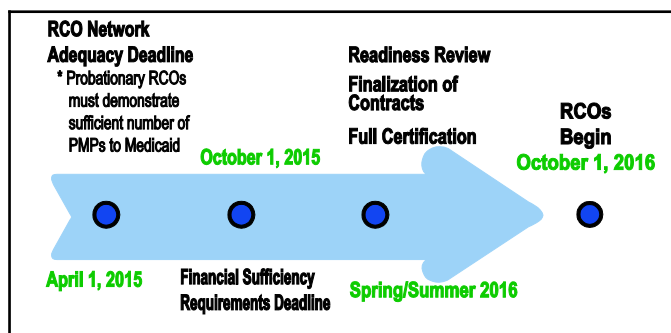 RCO Network
Adequacy Deadline
* Probationary RCOs
must demonstrate
sufficient number of
PMPs to Medicaid
April 1, 2015
October 1, 2015
Financial Sufficiency
Requirements Deadline
Readiness Review
Finalization of
Contracts
Full Certification
Spring/Summer 2016
RCOs
Begin
October 1, 2016